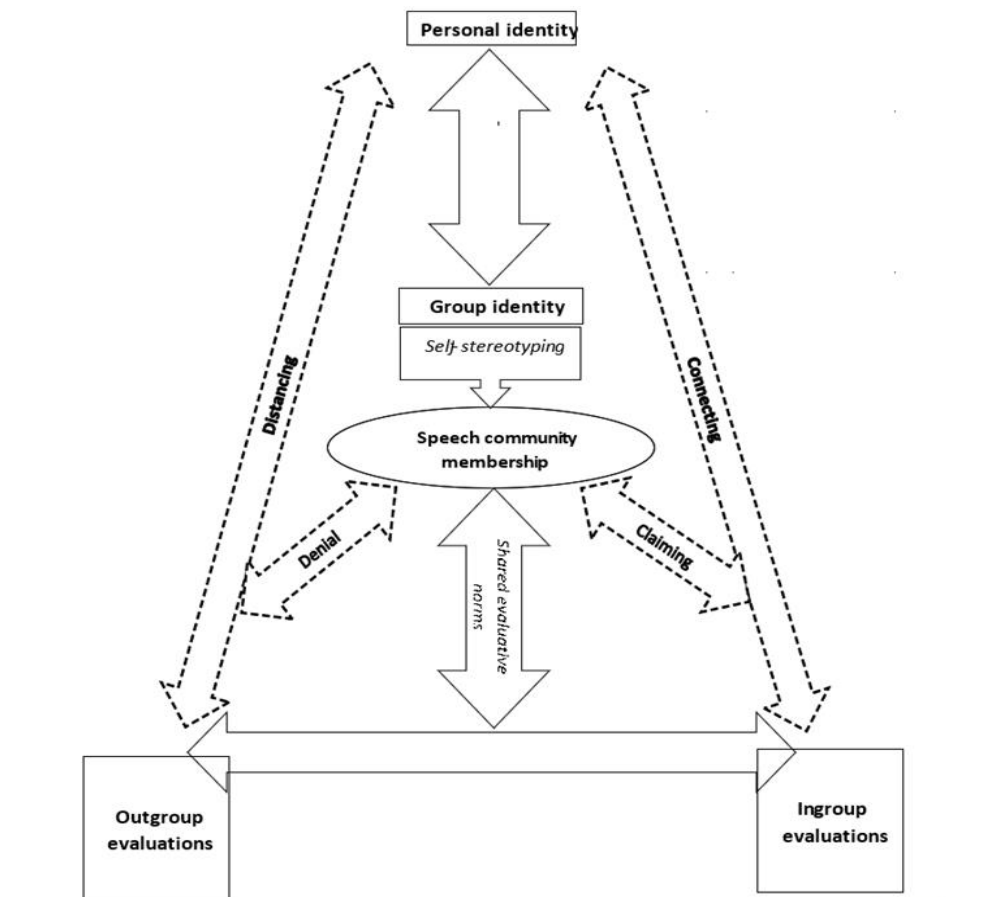 Personal identity
Group identity
Self-stereotyping
Distancing
Connecting
Speech community
membership
Denial
Claiming
Shared evaluative
norms
Outgroup
evaluations
Ingroup
evaluations